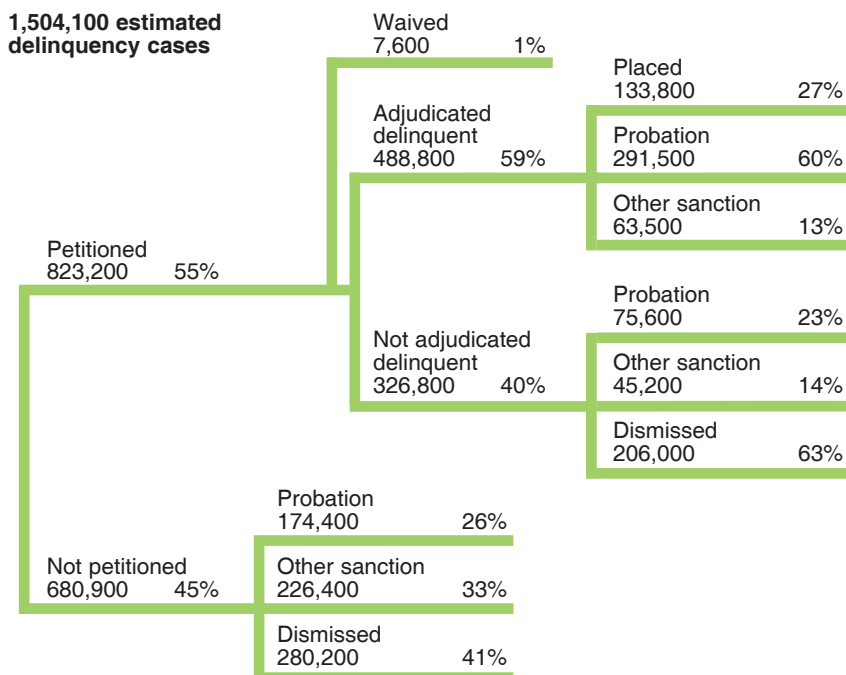 1,504,100 estimated
delinquency cases
Waived
7,600 1%
Adjudicated
delinquent
488,800 59%
Placed
133,800 27%
Probation
291,500 60%
Other sanction
63,500 13%
Petitioned
823,200 55%
Not adjudicated
delinquent
326,800 40%
Probation
75,600 23%
Other sanction
45,200 14%
Dismissed
206,000 63%
Not petitioned
680,900 45%
Probation
174,400 26%
Other sanction
226,400 33%
Dismissed
280,200 41%